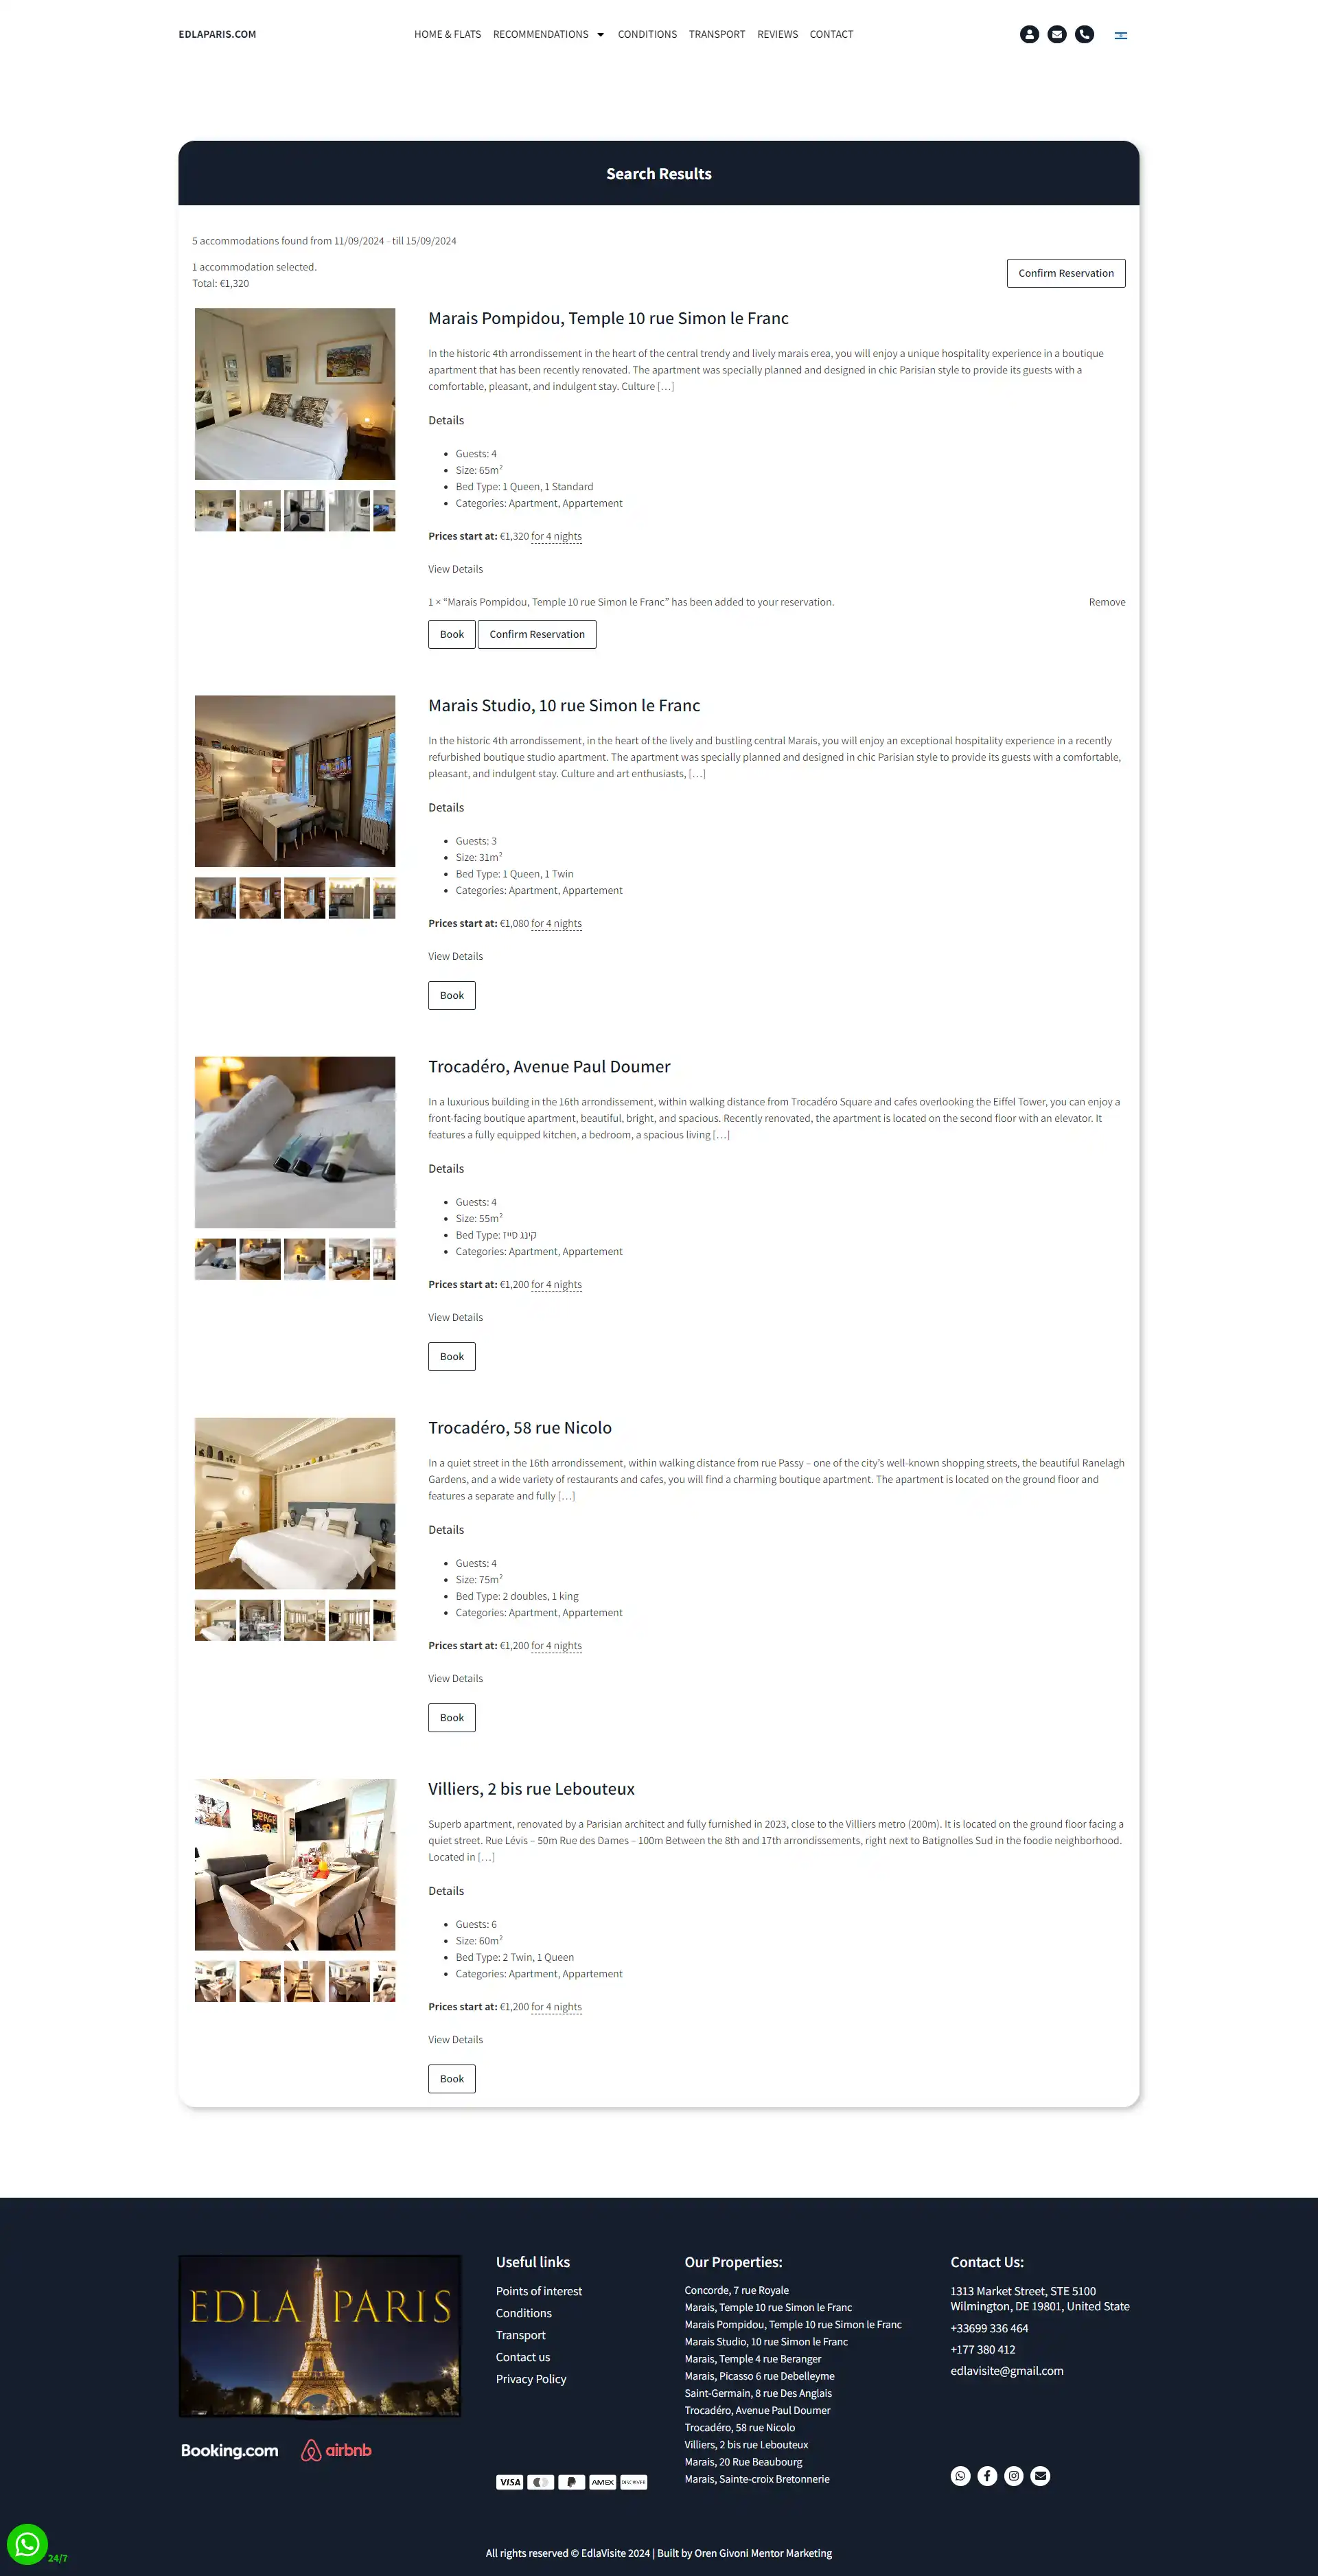 EDLAPARIS.COM
HOME & FLATS RECOMMENDATIONS CONDITIONS TRANSPORT REVIEWS CONTACT
Search Results
5 accommodations found from 11/09/2024 - till 15/09/2024
1 accommodation selected.
Total: €1,320
Confirm Reservation
Marais Pompidou, Temple 10 rue Simon le Franc
In the historic 4th arrondissement in the heart of the central trendy and lively marais erea, you will enjoy a unique hospitality experience in a boutique
apartment that has been recently renovated. The apartment was specially planned and designed in chic Parisian style to provide its guests with a
comfortable, pleasant, and indulgent stay. Culture […]
Details
• Guests: 4
• Size: 65m²
• Bed Type: 1 Queen, 1 Standard
• Categories: Apartment, Appartement
Prices start at: €1,320 for 4 nights
View Details
1 × “Marais Pompidou, Temple 10 rue Simon le Franc” has been added to your reservation.
Remove
Book Confirm Reservation
Marais Studio, 10 rue Simon le Franc
In the historic 4th arrondissement, in the heart of the lively and bustling central Marais, you will enjoy an exceptional hospitality experience in a recently
refurbished boutique studio apartment. The apartment was specially planned and designed in chic Parisian style to provide its guests with a comfortable,
pleasant, and indulgent stay. Culture and art enthusiasts, […]
Details
• Guests: 3
• Size: 31m²
• Bed Type: 1 Queen, 1 Twin
• Categories: Apartment, Appartement
Prices start at: €1,080 for 4 nights
View Details
Book
Trocadéro, Avenue Paul Doumer
In a luxurious building in the 16th arrondissement, within walking distance from Trocadéro Square and cafes overlooking the Eiffel Tower, you can enjoy a
front-facing boutique apartment, beautiful, bright, and spacious. Recently renovated, the apartment is located on the second floor with an elevator. It
features a fully equipped kitchen, a bedroom, a spacious living […]
Details
• Guests: 4
• Size: 55m²
• Bed Type: קינג סייז
• Categories: Apartment, Appartement
Prices start at: €1,200 for 4 nights
View Details
Book
Trocadéro, 58 rue Nicolo
In a quiet street in the 16th arrondissement, within walking distance from rue Passy – one of the city’s well-known shopping streets, the beautiful Ranelagh
Gardens, and a wide variety of restaurants and cafes, you will find a charming boutique apartment. The apartment is located on the ground floor and
features a separate and fully […]
Details
• Guests: 4
• Size: 75m²
• Bed Type: 2 doubles, 1 king
• Categories: Apartment, Appartement
Prices start at: €1,200 for 4 nights
View Details
Book
Villiers, 2 bis rue Lebouteux
Superb apartment, renovated by a Parisian architect and fully furnished in 2023, close to the Villiers metro (200m). It is located on the ground floor facing a
quiet street. Rue Lévis – 50m Rue des Dames – 100m Between the 8th and 17th arrondissements, right next to Batignolles Sud in the foodie neighborhood.
Located in […]
Details
• Guests: 6
• Size: 60m²
• Bed Type: 2 Twin, 1 Queen
• Categories: Apartment, Appartement
Prices start at: €1,200 for 4 nights
View Details
Book
EDLA PARIS
Booking.com
airbnb
Useful links
Points of interest
Conditions
Transport
Contact us
Privacy Policy
VISA
AMEX
DISCOVER
Our Properties:
Concorde, 7 rue Royale
Marais, Temple 10 rue Simon le Franc
Marais Pompidou, Temple 10 rue Simon le Franc
Marais Studio, 10 rue Simon le Franc
Marais, Temple 4 rue Beranger
Marais, Picasso 6 rue Debelleyme
Saint-Germain, 8 rue Des Anglais
Trocadéro, Avenue Paul Doumer
Trocadéro, 58 rue Nicolo
Villiers, 2 bis rue Lebouteux
Marais, 20 Rue Beaubourg
Marais, Sainte-croix Bretonnerie
Contact Us:
1313 Market Street, STE 5100
Wilmington, DE 19801, United State
+33699 336 464
+177 380 412
edlavisite@gmail.com
24/7
All rights reserved © EdlaVisite 2024 | Built by Oren Givoni Mentor Marketing